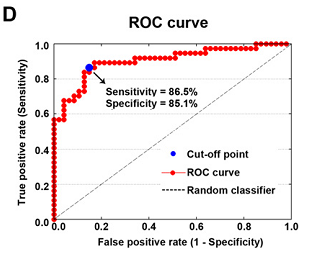 D
ROC curve
True positive rate (Sensitivity)
1.0
0.8
0.6
0.4
0.2
0.0
Sensitivity = 86.5%
Specificity = 85.1%
Cut-off point
ROC curve
Random classifier
0.0 0.2 0.4 0.6 0.8 1.0
False positive rate (1 - Specificity)